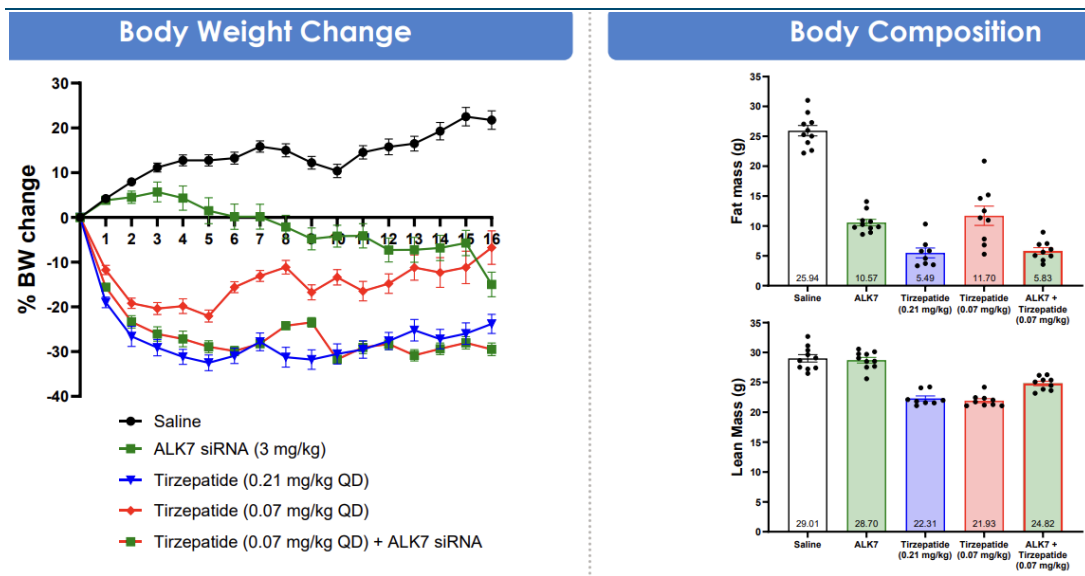 Body Weight Change
% BW change
30
20
10
0
-10
-20
-30
-40
1 2 3 4 5 6 7 8 9 10 11 12 13 14 15 16
Saline
ALK7 siRNA (3 mg/kg)
Tirzepatide (0.21 mg/kg QD)
Tirzepatide (0.07 mg/kg QD)
Tirzepatide (0.07 mg/kg QD) + ALK7 siRNA
Body Composition
Fat mass (g)
35
30
25
20
15
10
5
0
25.94 10.57 5.49 11.70 5.83
Saline ALK7 Tirzepatide Tirzepatide ALK7 +
(0.21 mg/kg) (0.07 mg/kg) Tirzepatide
(0.07 mg/kg)
Lean Mass (g)
35
30
25
20
15
10
5
0
29.01 28.70 22.31 21.93 24.82
Saline ALK7 Tirzepatide Tirzepatide ALK7 +
(0.21 mg/kg) (0.07 mg/kg) Tirzepatide
(0.07 mg/kg)